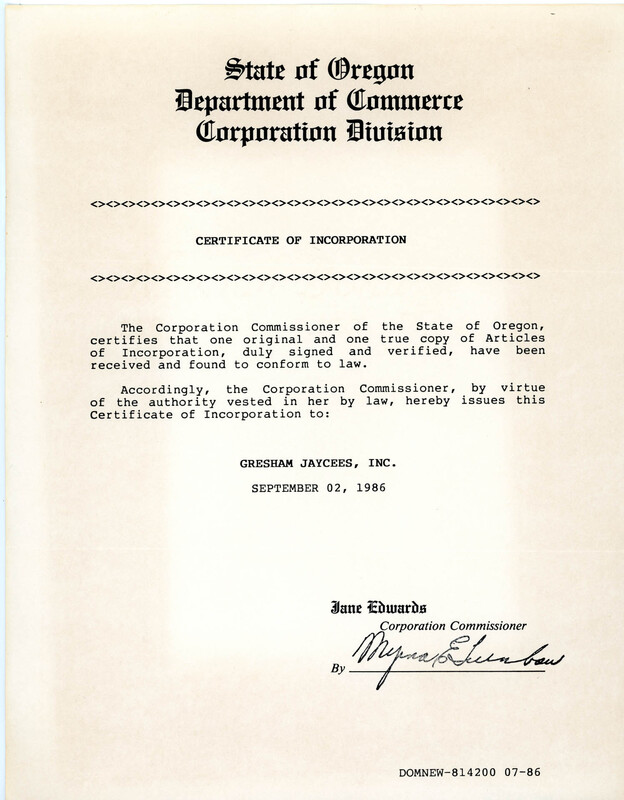 State of Oregon
Department of Commerce
Corporation Division
<><><><><><><><><><><><><><><><><><><><><><><><><><><><><><>
CERTIFICATE OF INCORPORATION
<><><><><><><><><><><><><><><><><><><><><><><><><><><><><><>
The Corporation Commissioner of the State of Oregon,
certifies that one original and one true copy of Articles
of Incorporation, duly signed and verified, have been
received and found to conform to law.
Accordingly, the Corporation Commissioner, by virtue
of the authority vested in her by law, hereby issues this
Certificate of Incorporation to:
GRESHAM JAYCEES, INC.
SEPTEMBER 02, 1986
Jane Edwards
Corporation Commissioner
By Myrna E
DOMNEW-814200 07-86